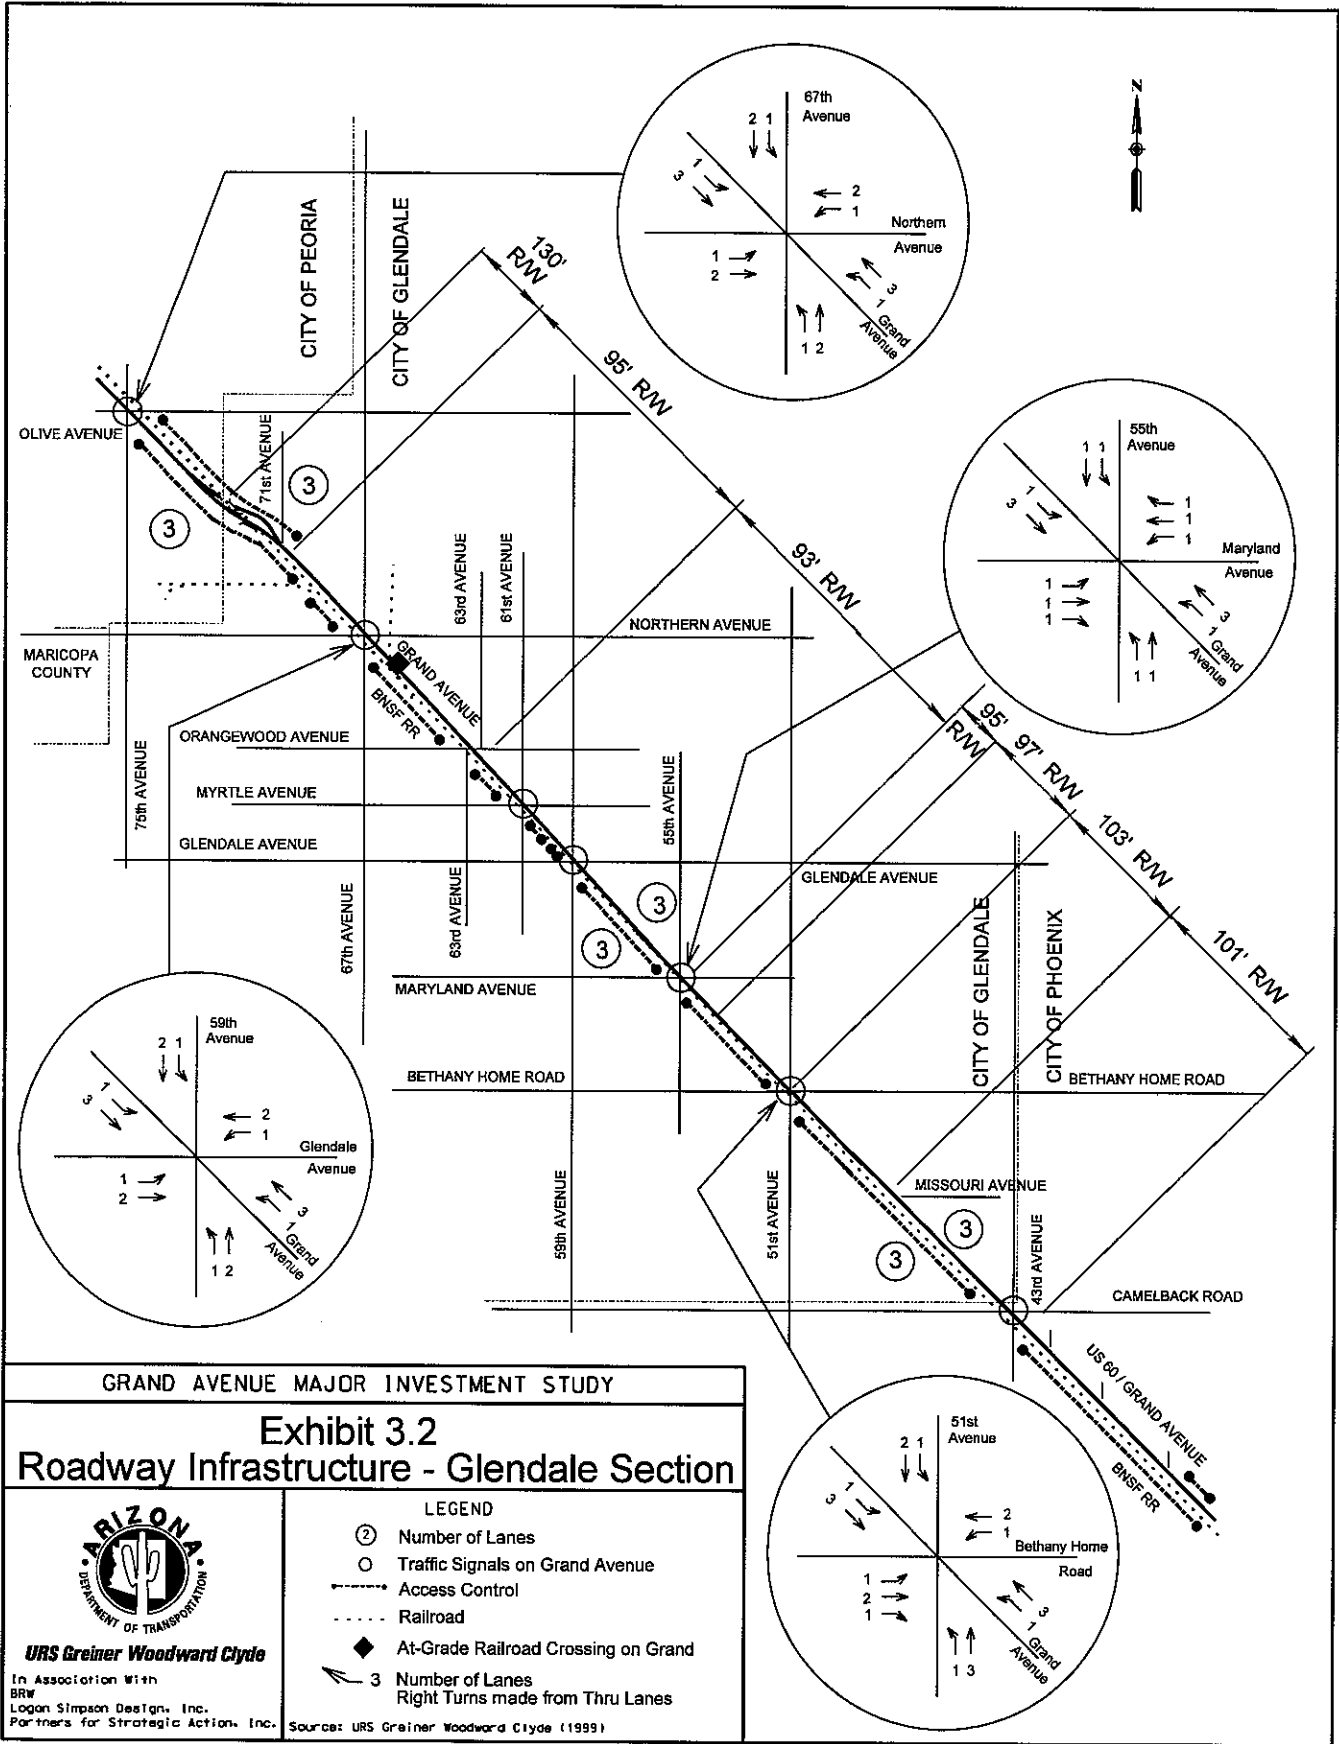 67th
Avenue
2 1
1
3
2
1
Northern
Avenue
1
2
3
1
Grand
Avenue
1 2
N
CITY OF PEORIA
CITY OF GLENDALE
130'
R/W
95' R/W
93' R/W
R/W
95'
97' R/W
103' R/W
101' R/W
55th
Avenue
1 1
1
3
1
1
1
Maryland
Avenue
1
1
1
3
1
Grand
Avenue
1 1
OLIVE AVENUE
71st AVENUE
3
3
63rd AVENUE
61st AVENUE
NORTHERN AVENUE
MARICOPA
COUNTY
GRAND AVENUE
BNSF RR
ORANGEWOOD AVENUE
75th AVENUE
MYRTLE AVENUE
55th AVENUE
GLENDALE AVENUE
GLENDALE AVENUE
67th AVENUE
63rd AVENUE
3
3
CITY OF GLENDALE
CITY OF PHOENIX
MARYLAND AVENUE
BETHANY HOME ROAD
BETHANY HOME ROAD
59th
Avenue
2 1
1
3
2
1
Glendale
Avenue
1
2
3
1
Grand
Avenue
1 2
59th AVENUE
51st AVENUE
MISSOURI AVENUE
3
3
43rd AVENUE
CAMELBACK ROAD
US 60 / GRAND AVENUE
BNSF RR
51st
Avenue
2 1
1
3
2
1
Bethany Home
Road
1
2
1
3
1
Grand
Avenue
1 3
GRAND AVENUE MAJOR INVESTMENT STUDY
Exhibit 3.2
Roadway Infrastructure - Glendale Section
ARIZONA
DEPARTMENT OF TRANSPORTATION
URS Greiner Woodward Clyde
In Association With
BRW
Logan Simpson Design, Inc.
Partners for Strategic Action, Inc.
LEGEND
2 Number of Lanes
Traffic Signals on Grand Avenue
Access Control
Railroad
At-Grade Railroad Crossing on Grand
3 Number of Lanes
Right Turns made from Thru Lanes
Source: URS Greiner Woodward Clyde (1999)